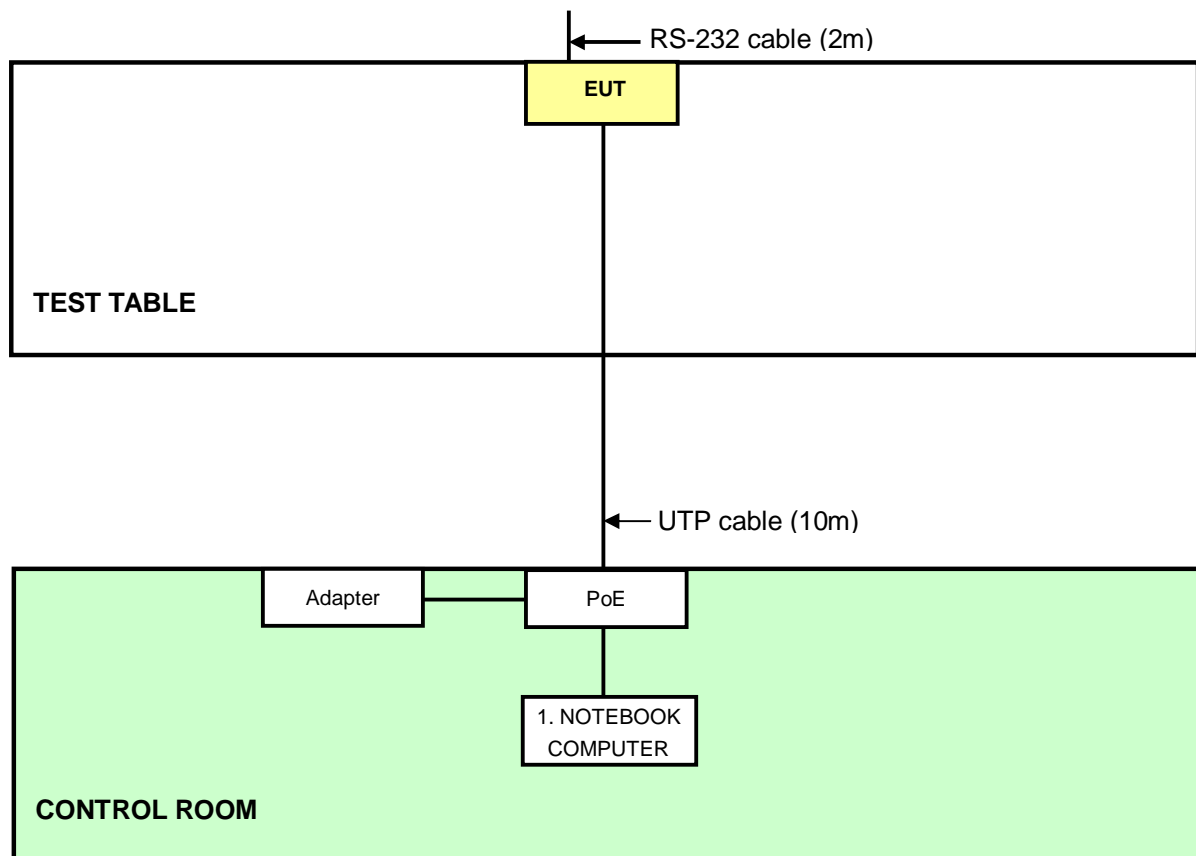 RS-232 cable (2m)
EUT
TEST TABLE
UTP cable (10m)
Adapter
PoE
1. NOTEBOOK
COMPUTER
CONTROL ROOM